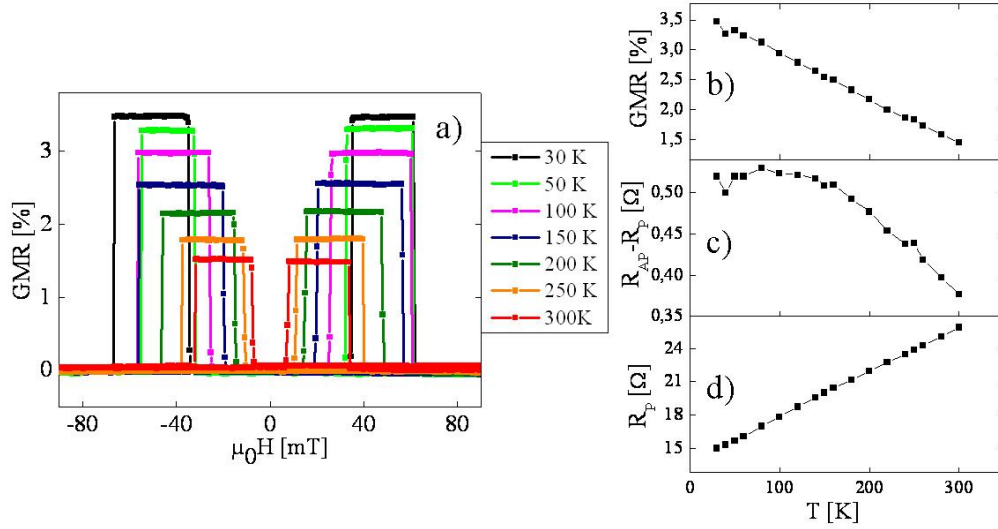 a)
GMR [%]
3
2
1
0
-80
-40
0
40
80
μ0H [mT]
30 K
50 K
100 K
150 K
200 K
250 K
300K
b)
GMR [%]
3,5
3,0
2,5
2,0
1,5
c)
RAP-Rp [Ω]
0,50
0,45
0,40
0,35
d)
Rp [Ω]
24
21
18
15
0
100
200
300
T [K]